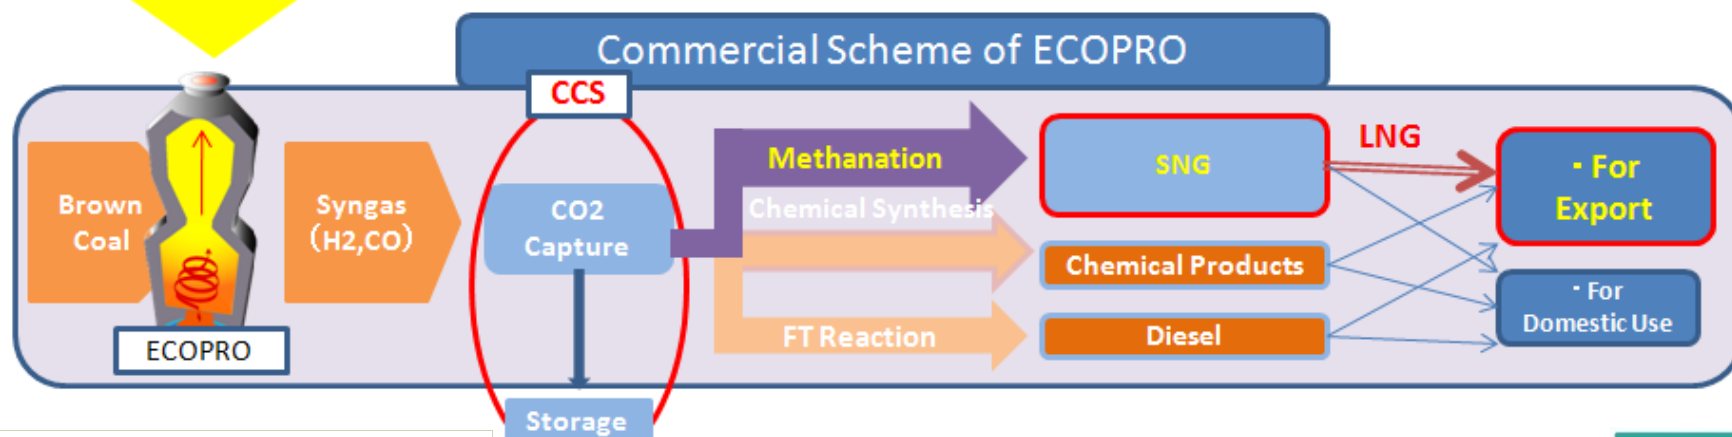 Commercial Scheme of ECOPRO
CCS
Brown
Coal
ECOPRO
Syngas
(H2,CO)
CO2
Capture
Storage
Methanation
Chemical Synthesis
FT Reaction
SNG
Chemical Products
Diesel
LNG
- For
Export
- For
Domestic Use